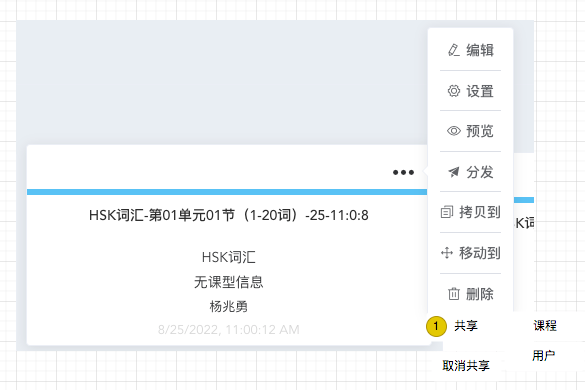 编辑
设置
预览
分发
拷贝到
移动到
删除
1 共享 课程
取消共享 用户
HSK词汇-第01单元01节（1-20词）-25-11:0:8
HSK词汇
无课型信息
杨兆勇
8/25/2022, 11:00:12 AM